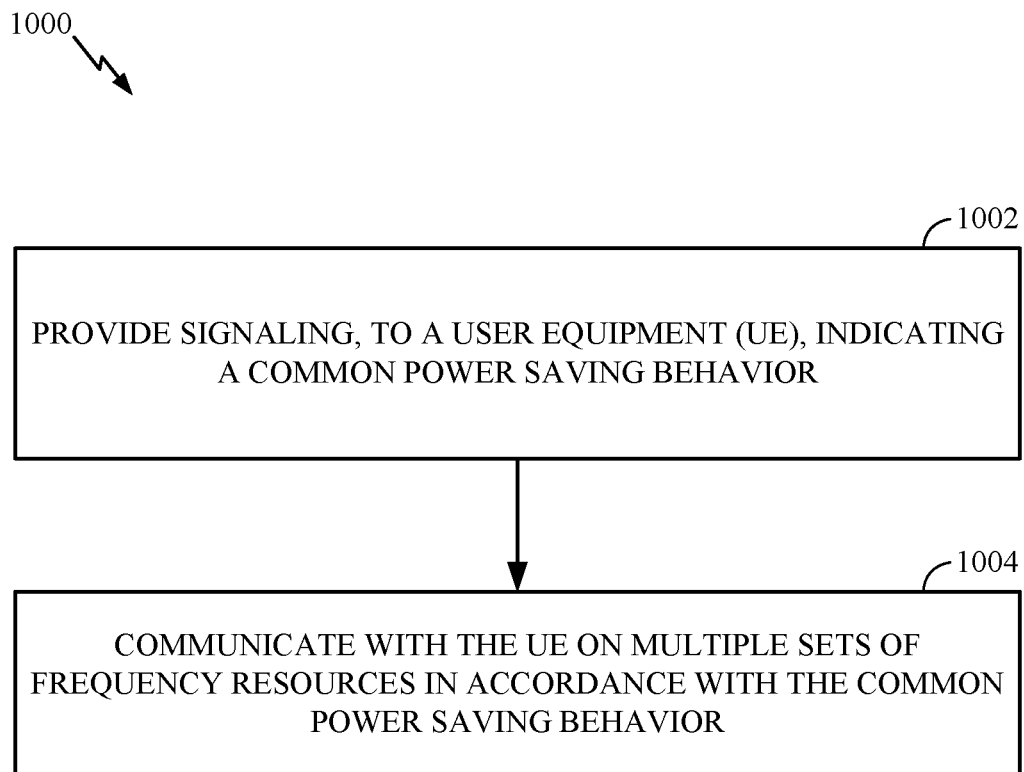 1000
1002
PROVIDE SIGNALING, TO A USER EQUIPMENT (UE), INDICATING
A COMMON POWER SAVING BEHAVIOR
1004
COMMUNICATE WITH THE UE ON MULTIPLE SETS OF
FREQUENCY RESOURCES IN ACCORDANCE WITH THE COMMON
POWER SAVING BEHAVIOR